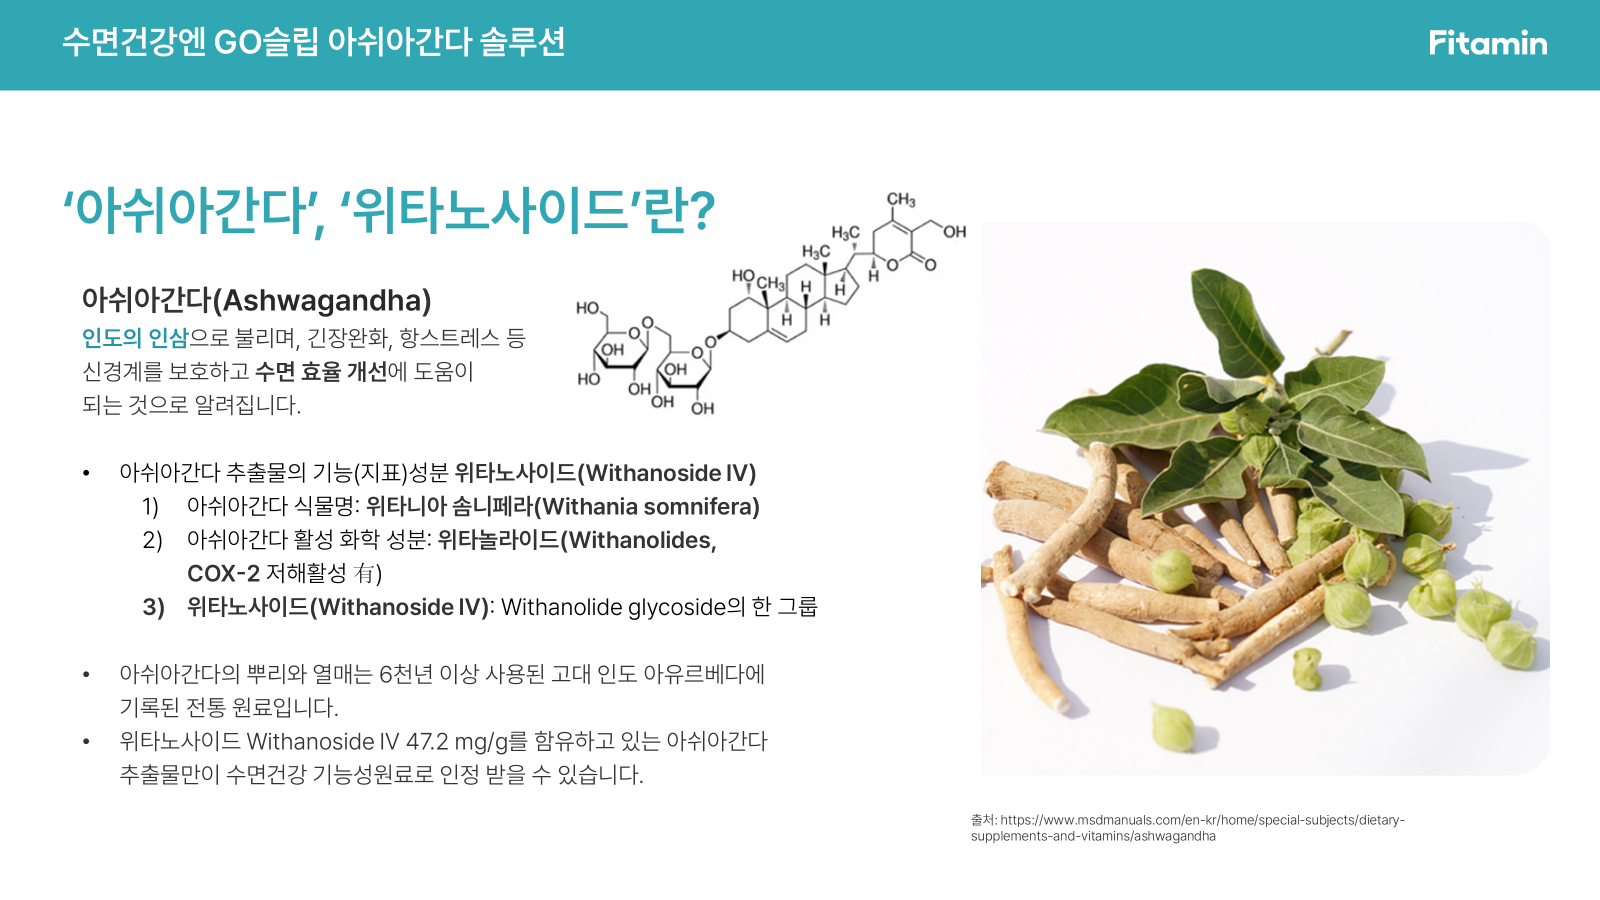 수면건강엔 GO슬립 아쉬아간다 솔루션
Fitamin
‘아쉬아간다’, ‘위타노사이드’란?
아쉬아간다(Ashwagandha)
인도의 인삼으로 불리며, 긴장완화, 항스트레스 등
신경계를 보호하고 수면 효율 개선에 도움이
되는 것으로 알려집니다.
• 아쉬아간다 추출물의 기능(지표)성분 위타노사이드(Withanoside IV)
1) 아쉬아간다 식물명: 위타니아 솜니페라(Withania somnifera)
2) 아쉬아간다 활성 화학 성분: 위타놀라이드(Withanolides,
COX-2 저해활성 有)
3) 위타노사이드(Withanoside IV): Withanolide glycoside의 한 그룹
• 아쉬아간다의 뿌리와 열매는 6천년 이상 사용된 고대 인도 아유르베다에
기록된 전통 원료입니다.
• 위타노사이드 Withanoside IV 47.2 mg/g를 함유하고 있는 아쉬아간다
추출물만이 수면건강 기능성원료로 인정 받을 수 있습니다.
CH₃
H₃C
OH
H₃C
O
O
H
HO
CH₃
H
H
H
H
HO
O
O
O
O
OH
OH
HO
OH
OH
OH
출처: https://www.msdmanuals.com/en-kr/home/special-subjects/dietary-
supplements-and-vitamins/ashwagandha